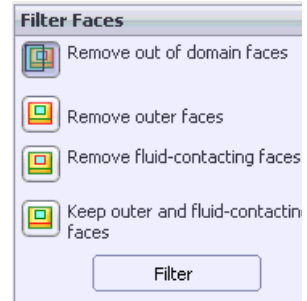 Filter Faces
Remove out of domain faces
Remove outer faces
Remove fluid-contacting faces
Keep outer and fluid-contactin
faces
Filter